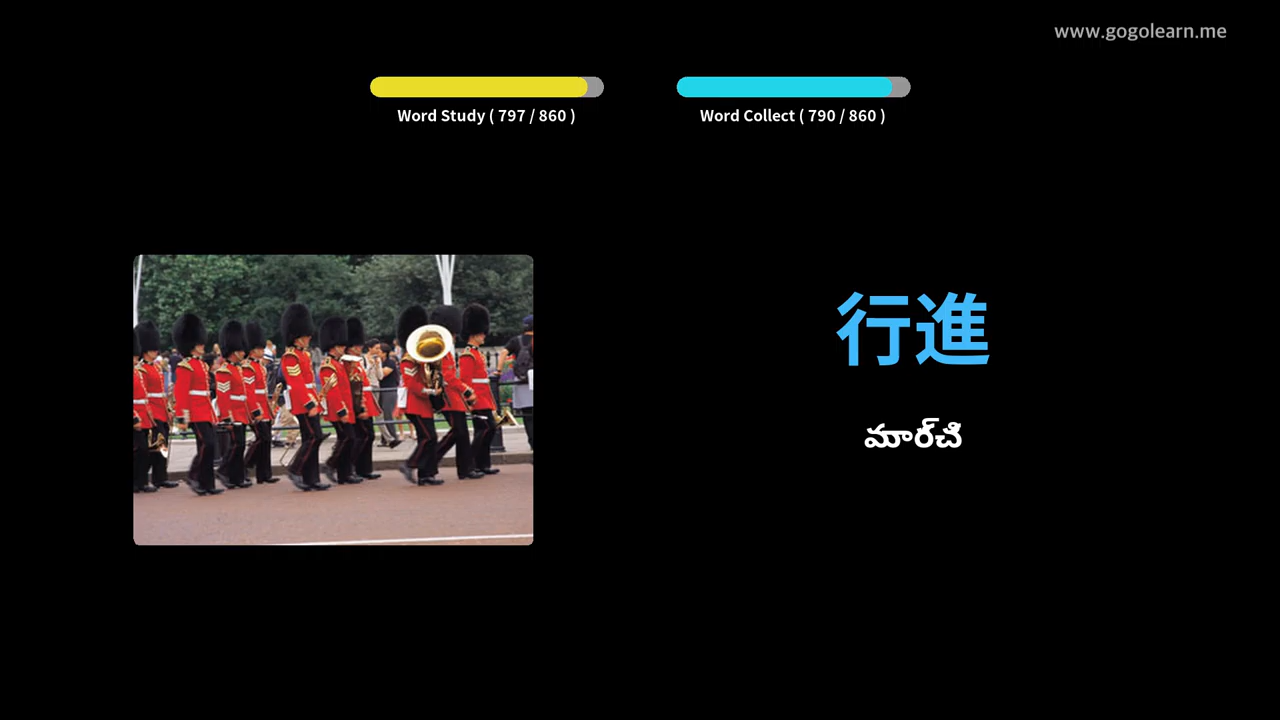 www.gogolearn.me
Word Study ( 797 / 860 )
Word Collect ( 790 / 860 )
行進
మార్‌చి